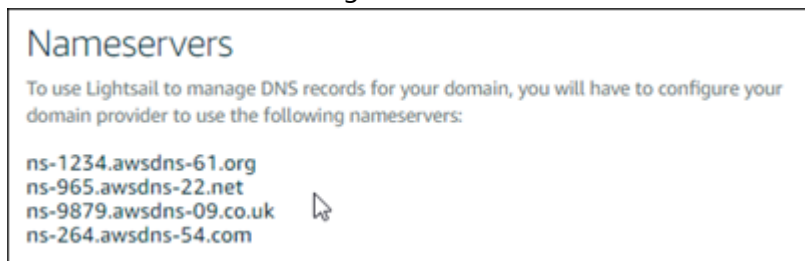 Nameservers
To use Lightsail to manage DNS records for your domain, you will have to configure your
domain provider to use the following nameservers:
ns-1234.awsdns-61.org
ns-965.awsdns-22.net
ns-9879.awsdns-09.co.uk
ns-264.awsdns-54.com